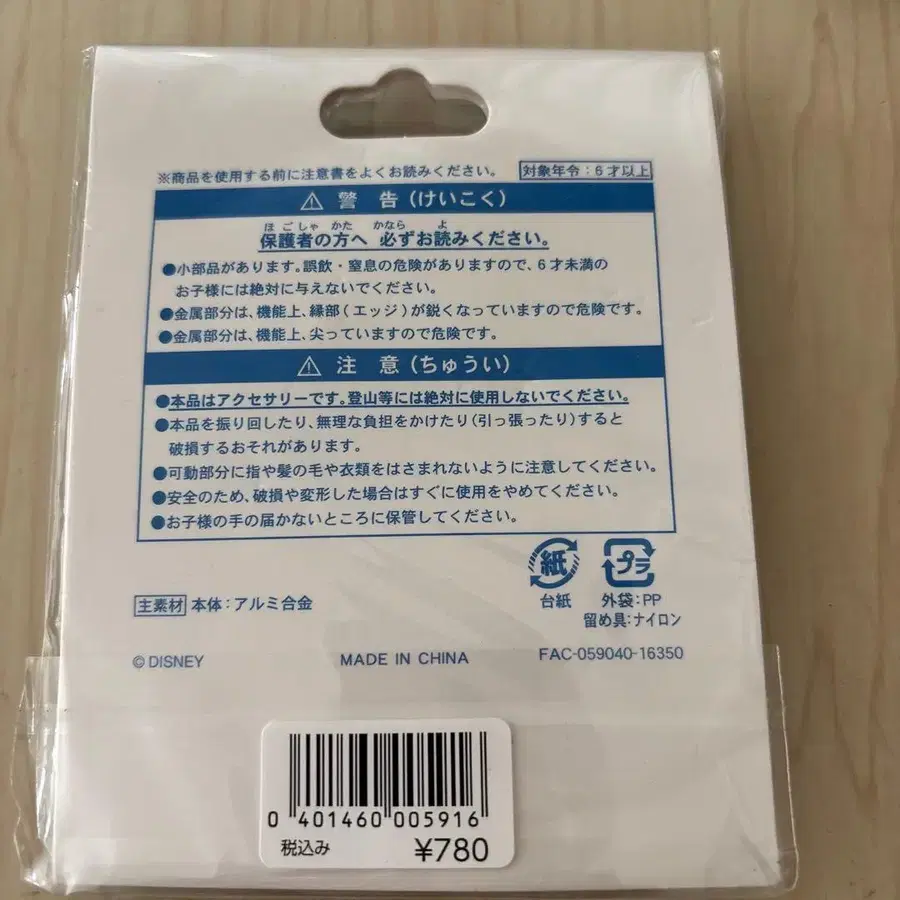 ※商品を使用する前に注意書をよくお読みください。 対象年令:6才以上
⚠ 警 告(けいこく)
ほごしゃ かた かなら よ
保護者の方へ 必ずお読みください。
●小部品があります。誤飲・窒息の危険がありますので、6才未満の
お子様には絶対に与えないでください。
●金属部分は、機能上、縁部(エッジ)が鋭くなっていますので危険です。
●金属部分は、機能上、尖っていますので危険です。
⚠ 注 意(ちゅうい)
●本品はアクセサリーです。登山等には絶対に使用しないでください。
●本品を振り回したり、無理な負担をかけたり(引っ張ったり)すると
破損するおそれがあります。
●可動部分に指や髪の毛や衣類をはさまれないように注意してください。
●安全のため、破損や変形した場合はすぐに使用をやめてください。
●お子様の手の届かないところに保管してください。
紙 プラ
台紙 外袋:PP
留め具:ナイロン
主素材 本体:アルミ合金
© DISNEY MADE IN CHINA FAC-059040-16350
0 401460 005916
税込み ¥780